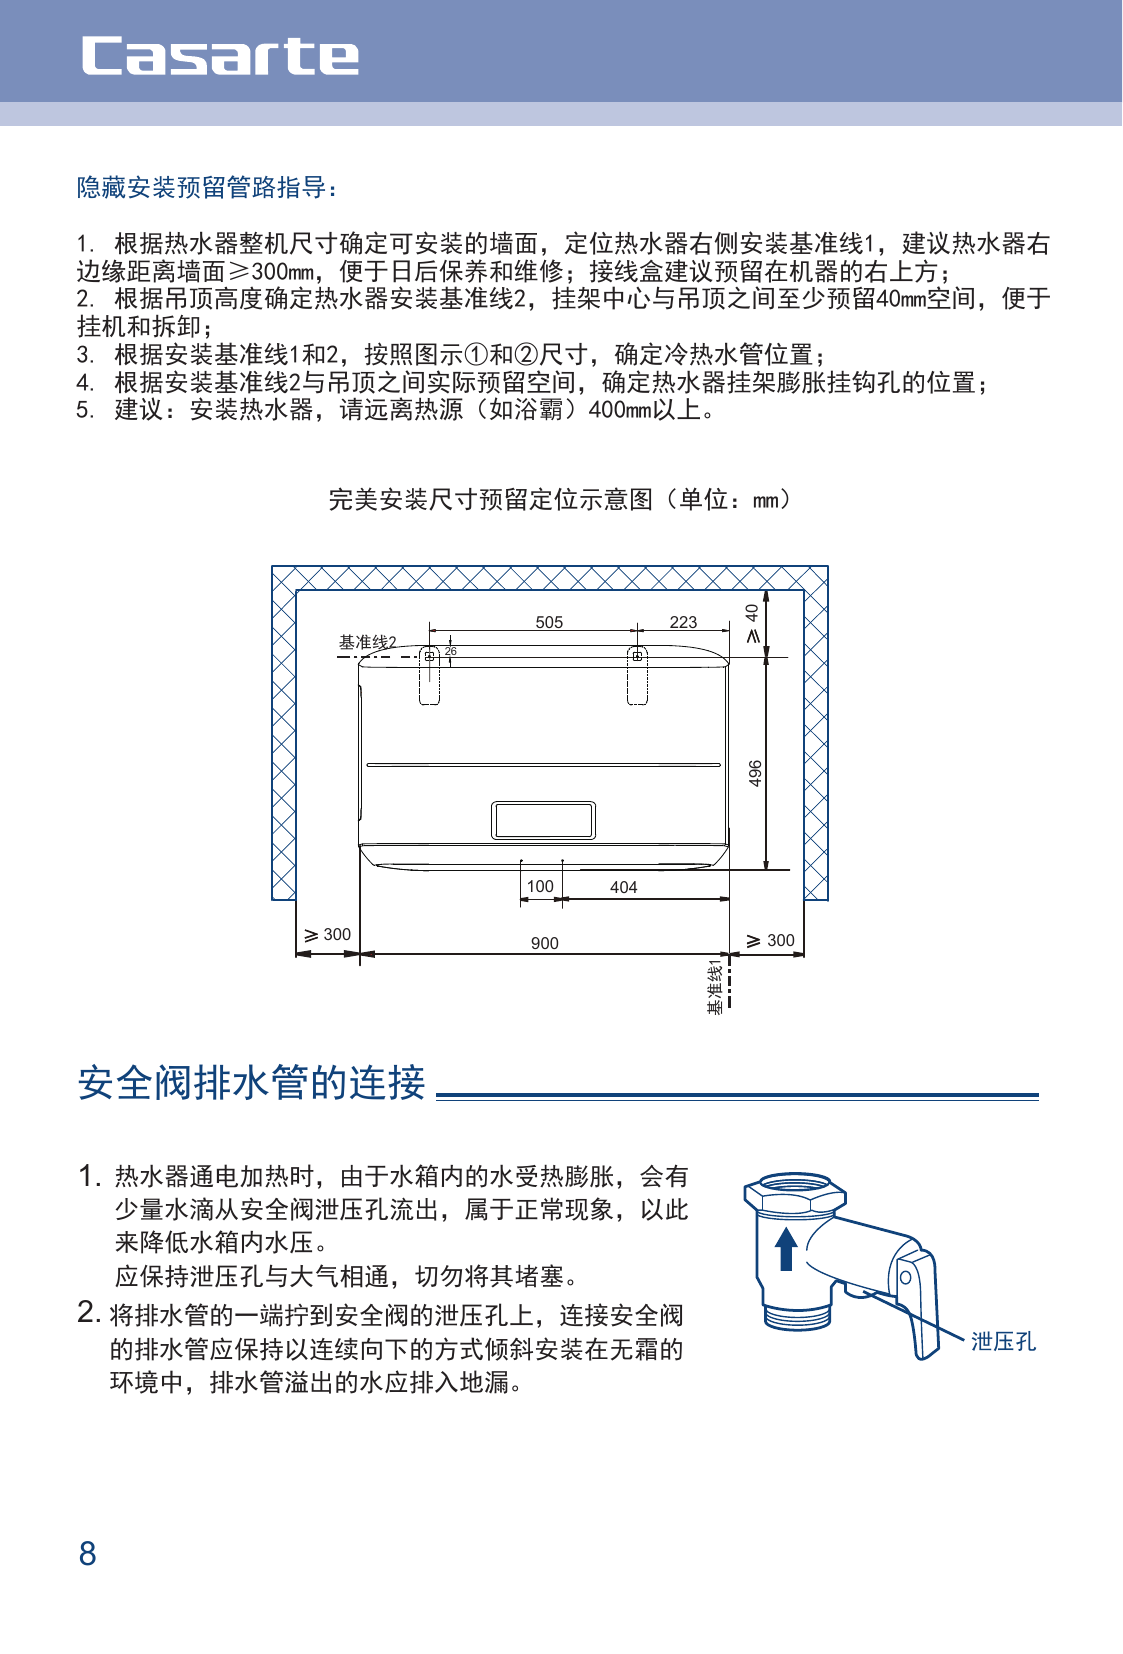 Casarte
隐藏安装预留管路指导：
1. 根据热水器整机尺寸确定可安装的墙面，定位热水器右侧安装基准线1，建议热水器右
边缘距离墙面≥300mm，便于日后保养和维修；接线盒建议预留在机器的右上方；
2. 根据吊顶高度确定热水器安装基准线2，挂架中心与吊顶之间至少预留40mm空间，便于
挂机和拆卸；
3. 根据安装基准线1和2，按照图示①和②尺寸，确定冷热水管位置；
4. 根据安装基准线2与吊顶之间实际预留空间，确定热水器挂架膨胀挂钩孔的位置；
5. 建议：安装热水器，请远离热源（如浴霸）400mm以上。
完美安装尺寸预留定位示意图（单位：mm）
505
223
≥ 40
基准线2
26
496
100
404
≥ 300
900
≥ 300
基准线1
安全阀排水管的连接
1. 热水器通电加热时，由于水箱内的水受热膨胀，会有
少量水滴从安全阀泄压孔流出，属于正常现象，以此
来降低水箱内水压。
应保持泄压孔与大气相通，切勿将其堵塞。
2. 将排水管的一端拧到安全阀的泄压孔上，连接安全阀
的排水管应保持以连续向下的方式倾斜安装在无霜的
环境中，排水管溢出的水应排入地漏。
泄压孔
8